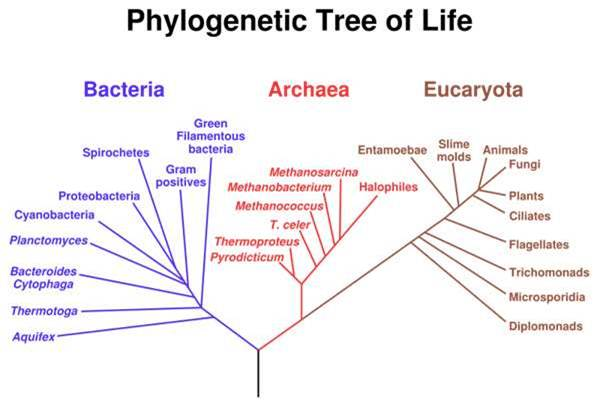 Phylogenetic Tree of Life
Bacteria
Archaea
Eucaryota
Green
Filamentous
bacteria
Spirochetes
Gram
positives
Proteobacteria
Cyanobacteria
Planctomyces
Bacteroides
Cytophaga
Thermotoga
Aquifex
Methanosarcina
Methanobacterium
Halophiles
Methanococcus
T. celer
Thermoproteus
Pyrodicticum
Entamoebae
Slime
molds
Animals
Fungi
Plants
Ciliates
Flagellates
Trichomonads
Microsporidia
Diplomonads